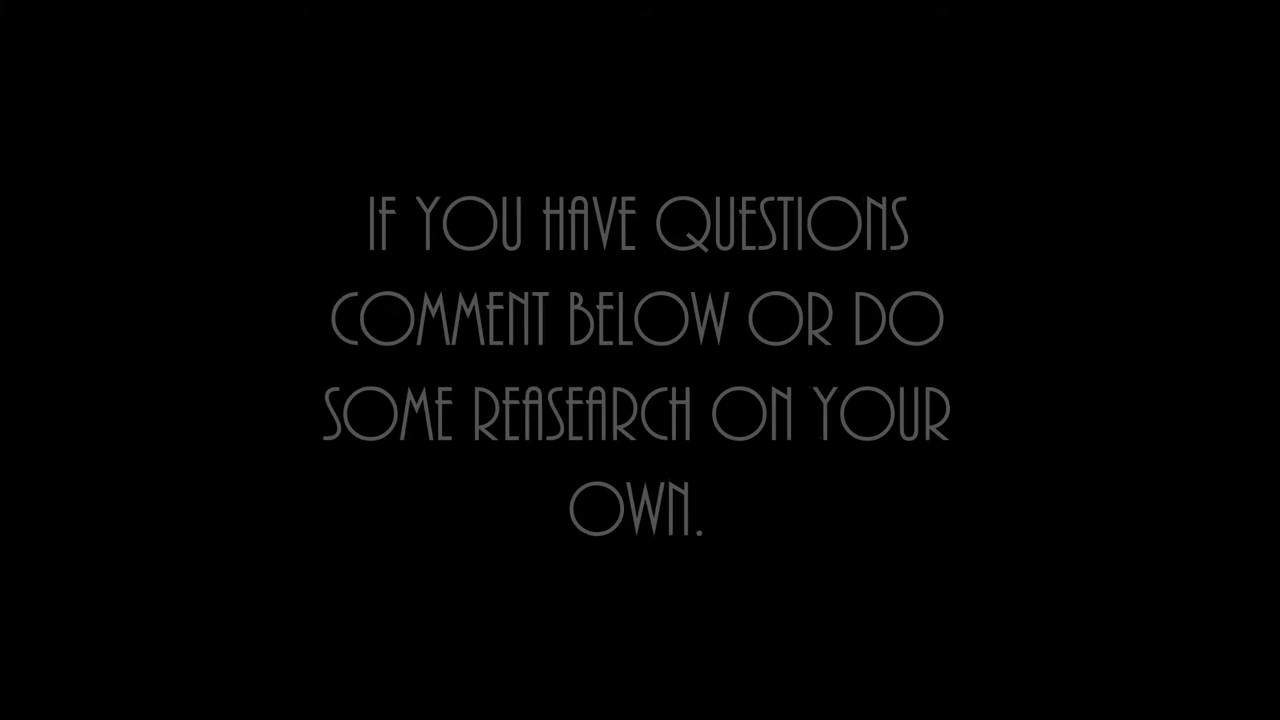 IF YOU HAVE QUESTIONS
COMMENT BELOW OR DO
SOME REASEARCH ON YOUR
OWN.